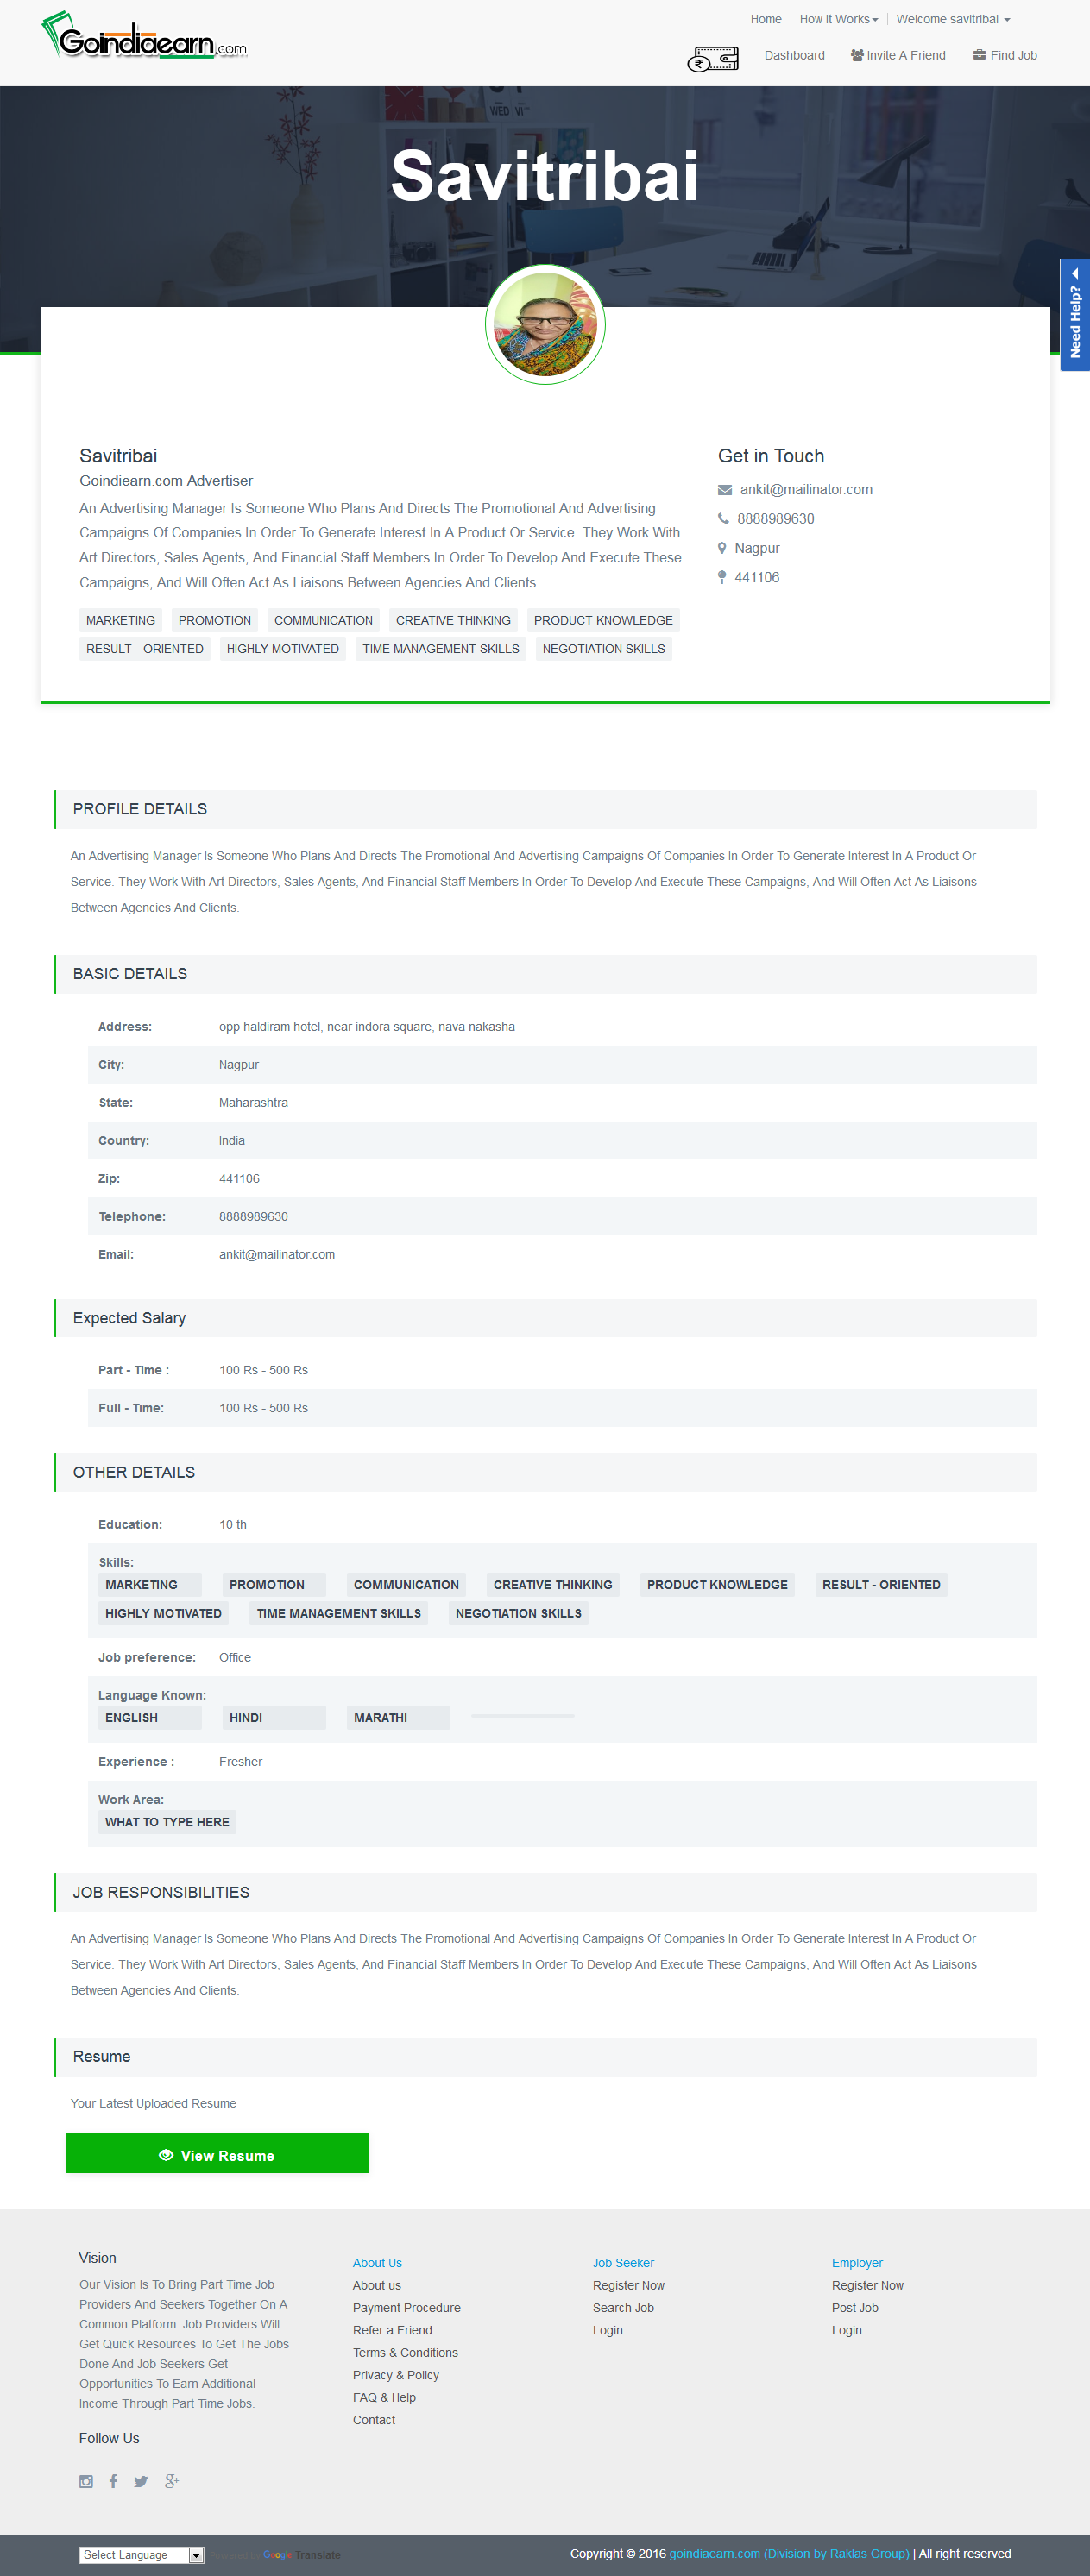 Goindiaearn.com
Home
How It Works
Welcome savitribai
Dashboard
Invite A Friend
Find Job
WED VI
Savitribai
Need Help?
Savitribai
Goindiearn.com Advertiser
An Advertising Manager Is Someone Who Plans And Directs The Promotional And Advertising
Campaigns Of Companies In Order To Generate Interest In A Product Or Service. They Work With
Art Directors, Sales Agents, And Financial Staff Members In Order To Develop And Execute These
Campaigns, And Will Often Act As Liaisons Between Agencies And Clients.
MARKETING PROMOTION COMMUNICATION CREATIVE THINKING PRODUCT KNOWLEDGE
RESULT - ORIENTED HIGHLY MOTIVATED TIME MANAGEMENT SKILLS NEGOTIATION SKILLS
Get in Touch
ankit@mailinator.com
8888989630
Nagpur
441106
PROFILE DETAILS
An Advertising Manager Is Someone Who Plans And Directs The Promotional And Advertising Campaigns Of Companies In Order To Generate Interest In A Product Or
Service. They Work With Art Directors, Sales Agents, And Financial Staff Members In Order To Develop And Execute These Campaigns, And Will Often Act As Liaisons
Between Agencies And Clients.
BASIC DETAILS
Address: opp haldiram hotel, near indora square, nava nakasha
City: Nagpur
State: Maharashtra
Country: India
Zip: 441106
Telephone: 8888989630
Email: ankit@mailinator.com
Expected Salary
Part - Time : 100 Rs - 500 Rs
Full - Time: 100 Rs - 500 Rs
OTHER DETAILS
Education: 10 th
Skills:
MARKETING PROMOTION COMMUNICATION CREATIVE THINKING PRODUCT KNOWLEDGE RESULT - ORIENTED
HIGHLY MOTIVATED TIME MANAGEMENT SKILLS NEGOTIATION SKILLS
Job preference: Office
Language Known:
ENGLISH HINDI MARATHI
Experience : Fresher
Work Area:
WHAT TO TYPE HERE
JOB RESPONSIBILITIES
An Advertising Manager Is Someone Who Plans And Directs The Promotional And Advertising Campaigns Of Companies In Order To Generate Interest In A Product Or
Service. They Work With Art Directors, Sales Agents, And Financial Staff Members In Order To Develop And Execute These Campaigns, And Will Often Act As Liaisons
Between Agencies And Clients.
Resume
Your Latest Uploaded Resume
View Resume
Vision
Our Vision Is To Bring Part Time Job
Providers And Seekers Together On A
Common Platform. Job Providers Will
Get Quick Resources To Get The Jobs
Done And Job Seekers Get
Opportunities To Earn Additional
Income Through Part Time Jobs.
Follow Us
About Us
About us
Payment Procedure
Refer a Friend
Terms & Conditions
Privacy & Policy
FAQ & Help
Contact
Job Seeker
Register Now
Search Job
Login
Employer
Register Now
Post Job
Login
Select Language
Powered by Google Translate
Copyright © 2016 goindiaearn.com (Division by Raklas Group) | All right reserved